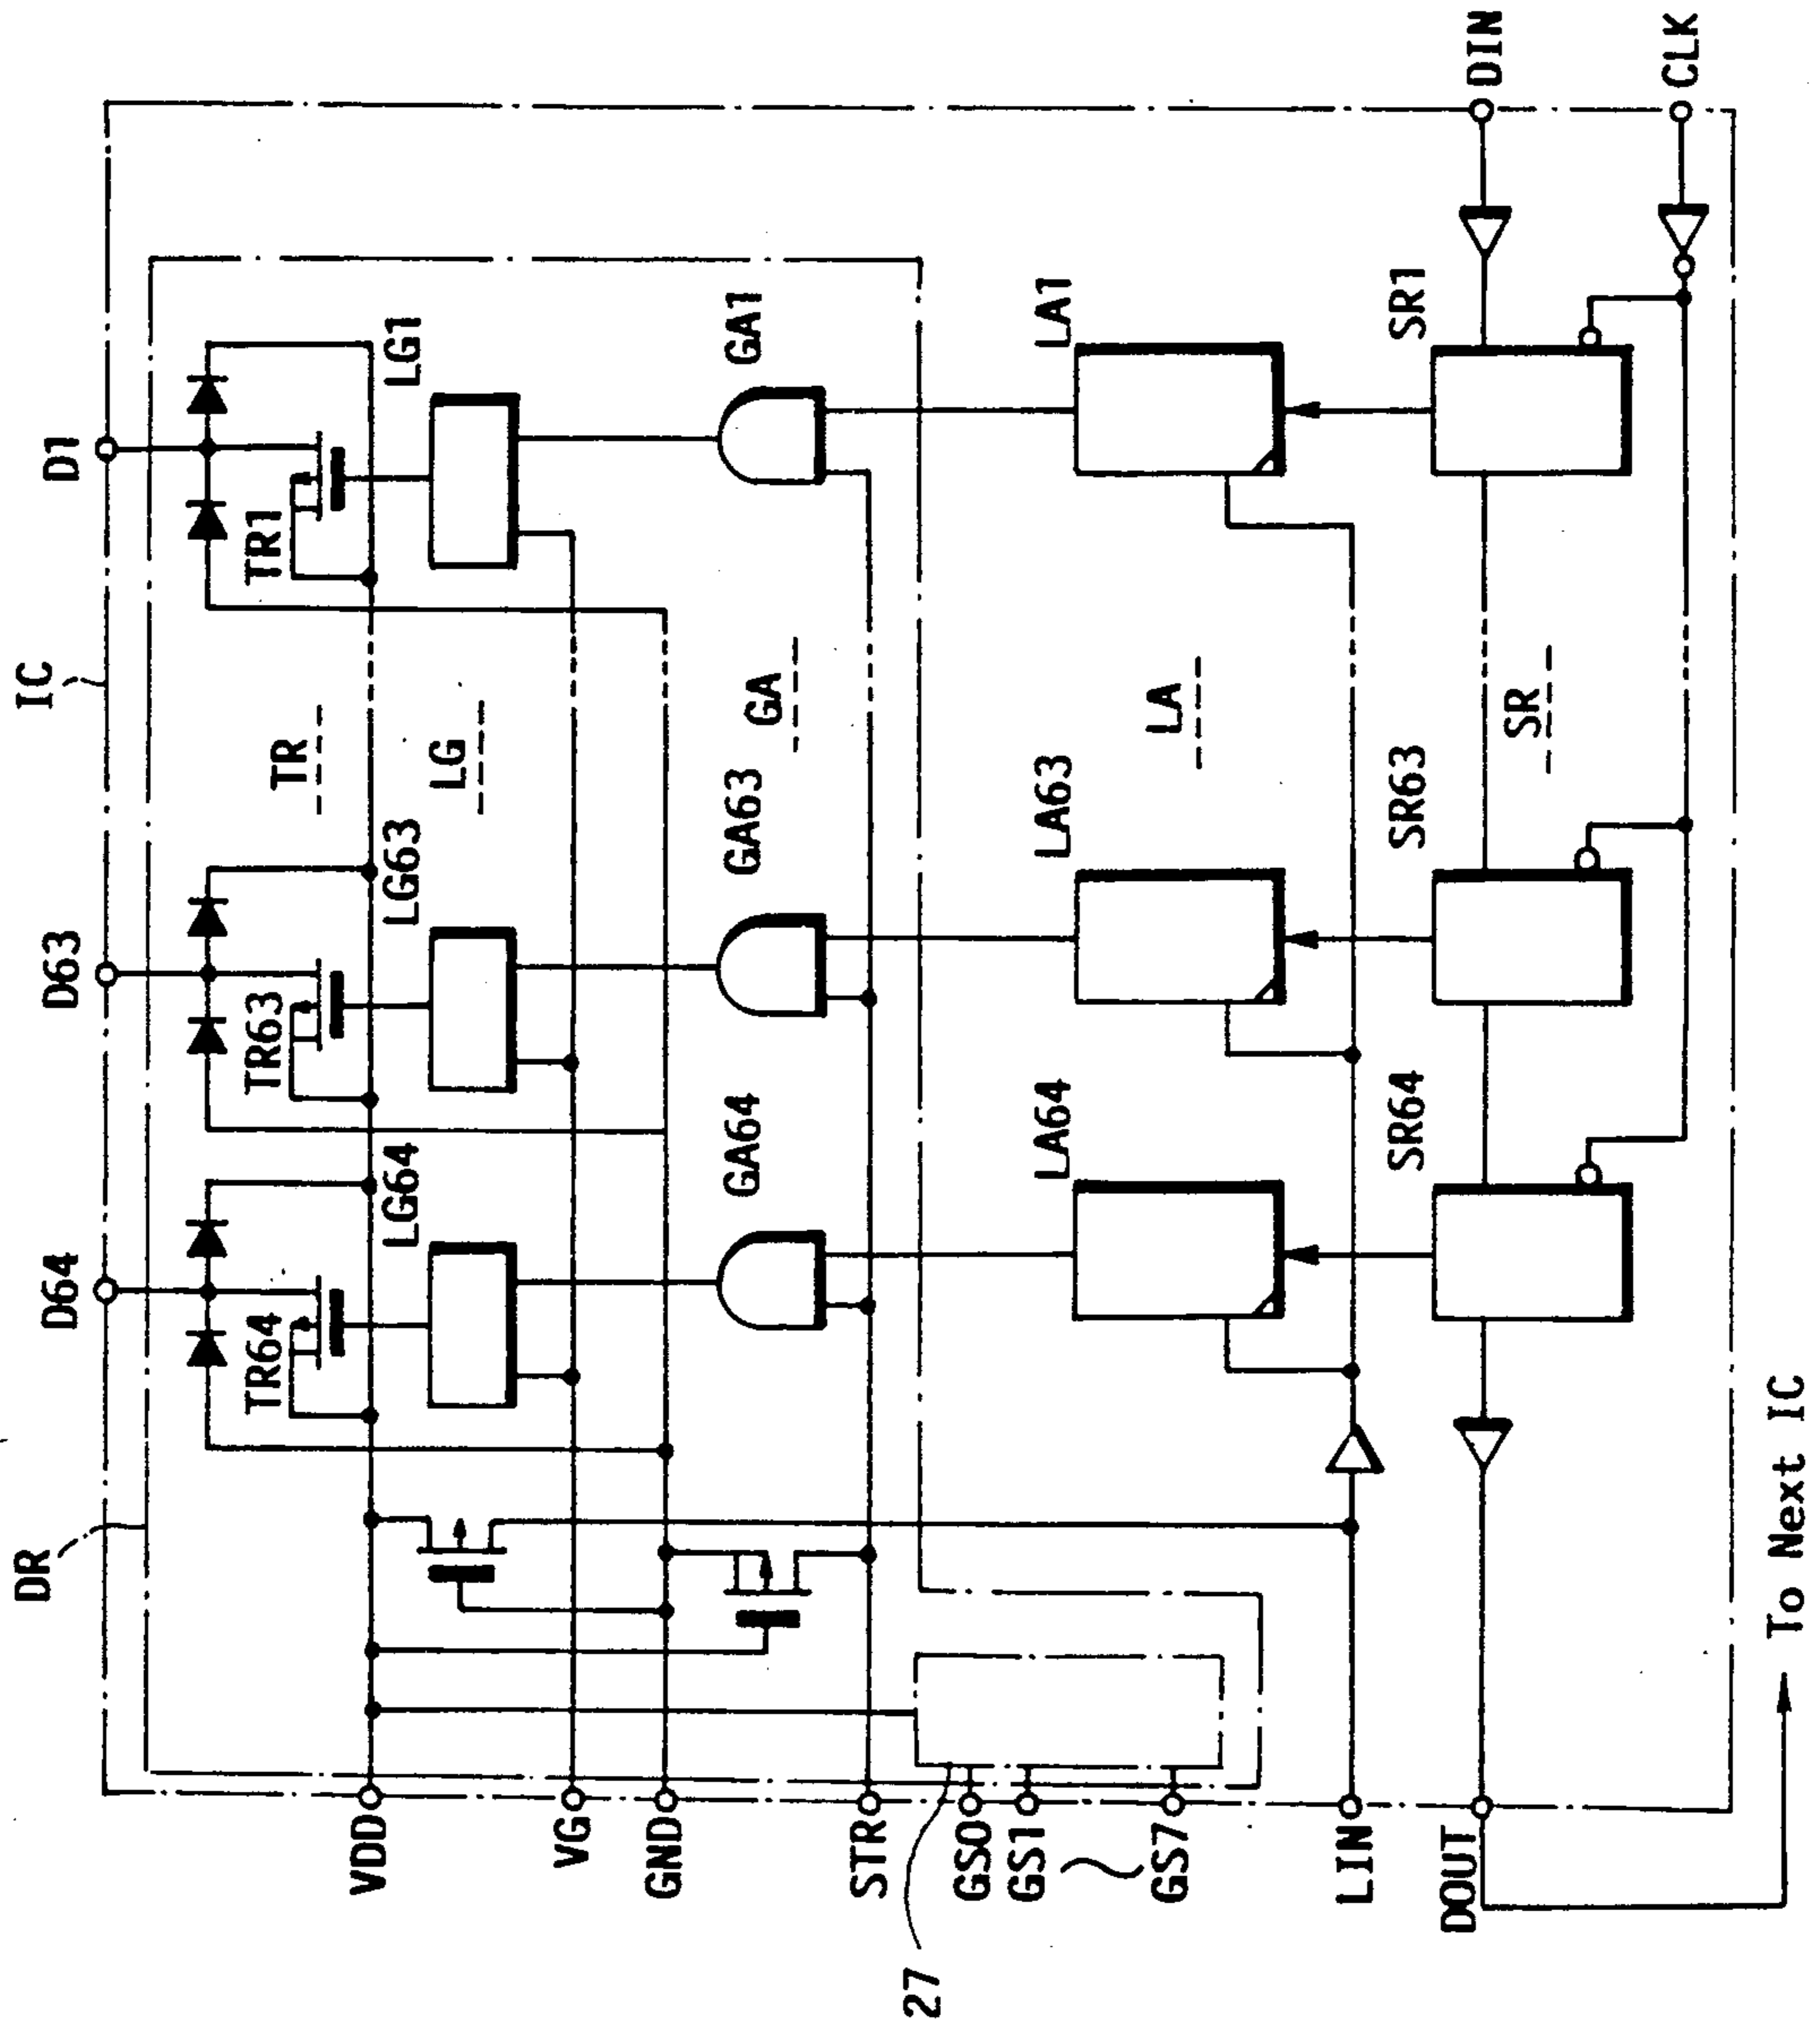 IC
DR
D64
D63
D1
TR64
TR63
TR
TR1
LG64
LG63
LG
LG1
VDD
VG
GND
STR
GS0
GS1
GS7
LIN
DOUT
27
GA64
GA63
GA
GA1
LA64
LA63
LA
LA1
SR64
SR63
SR
SR1
DIN
CLK
To Next IC